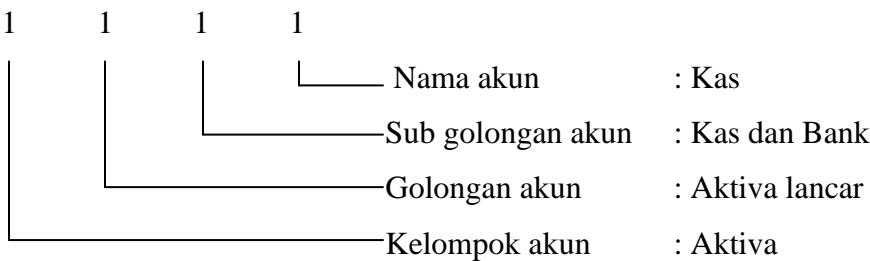 1 1 1 1
Nama akun : Kas
Sub golongan akun : Kas dan Bank
Golongan akun : Aktiva lancar
Kelompok akun : Aktiva